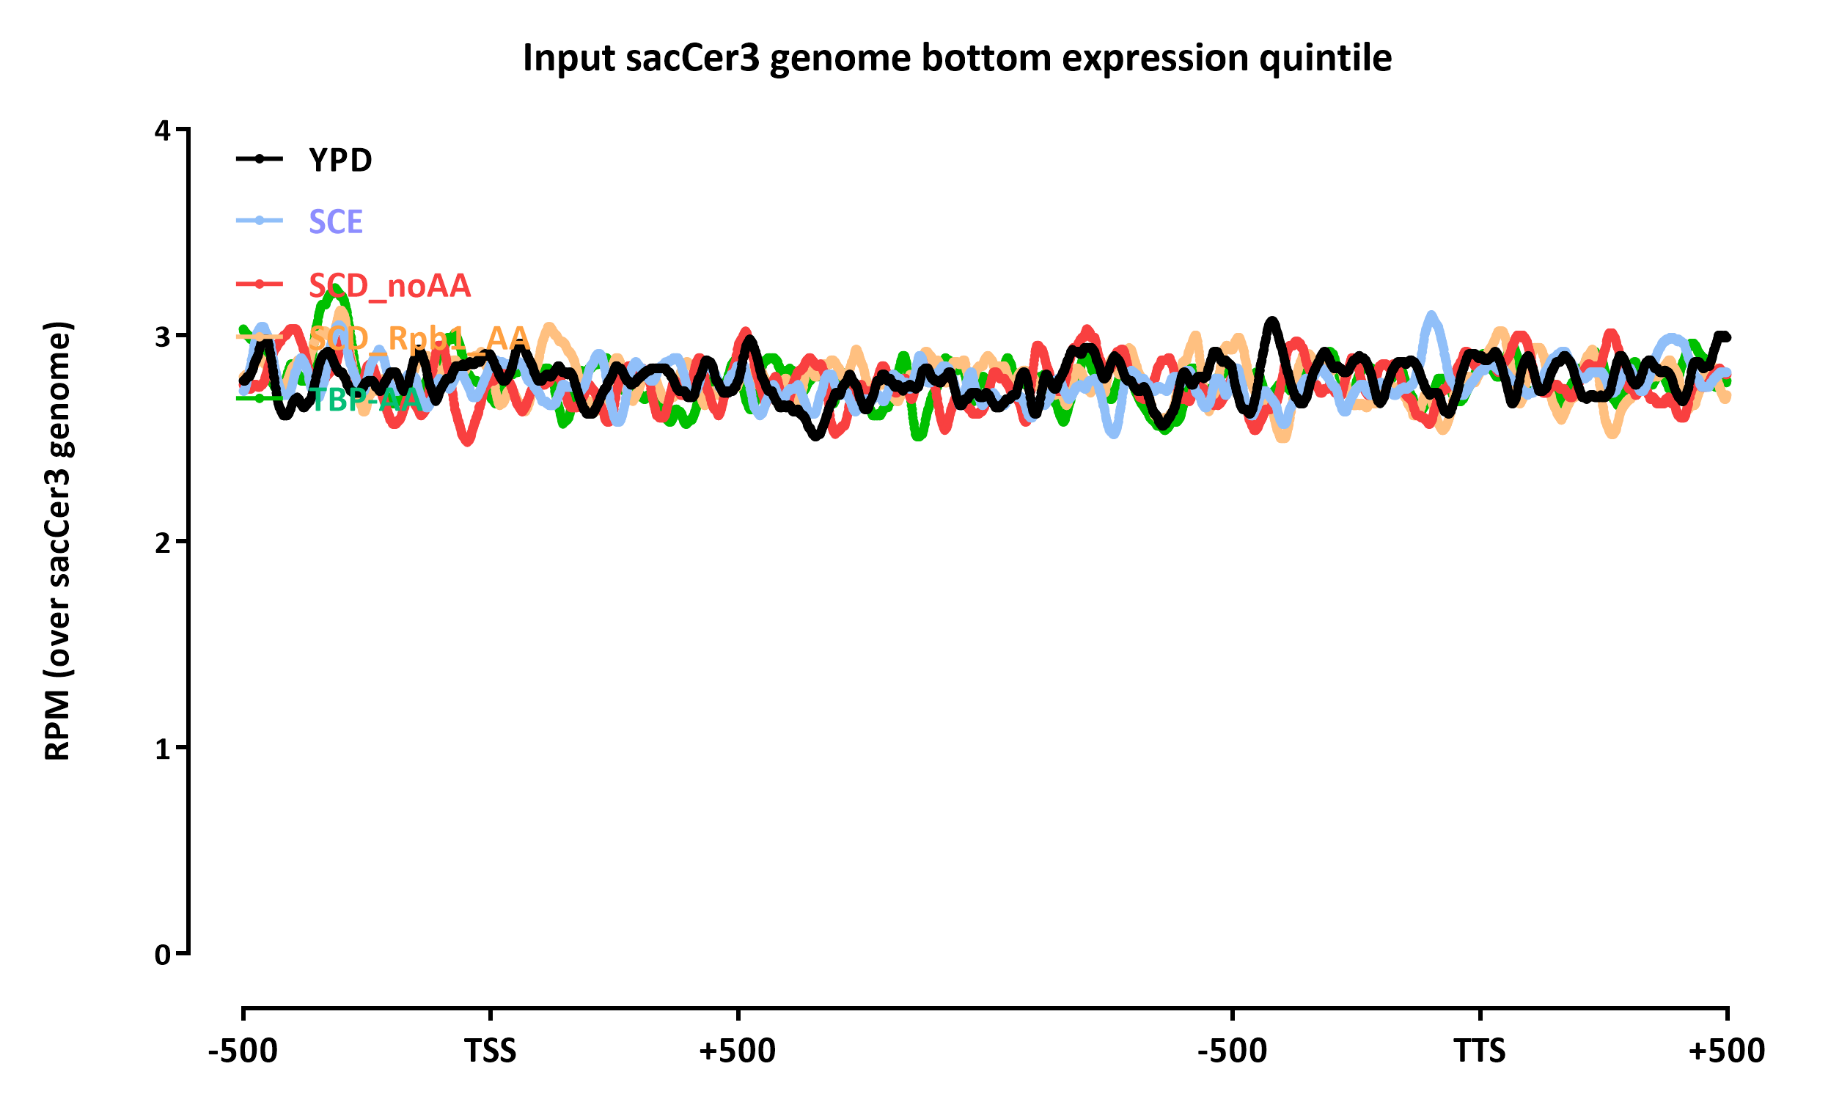 Input sacCer3 genome bottom expression quintile
RPM (over sacCer3 genome)
4
3
2
1
0
YPD
SCE
SCD_noAA
SCD_Rpb1_AA
TBP-AA
-500
TSS
+500
-500
TTS
+500